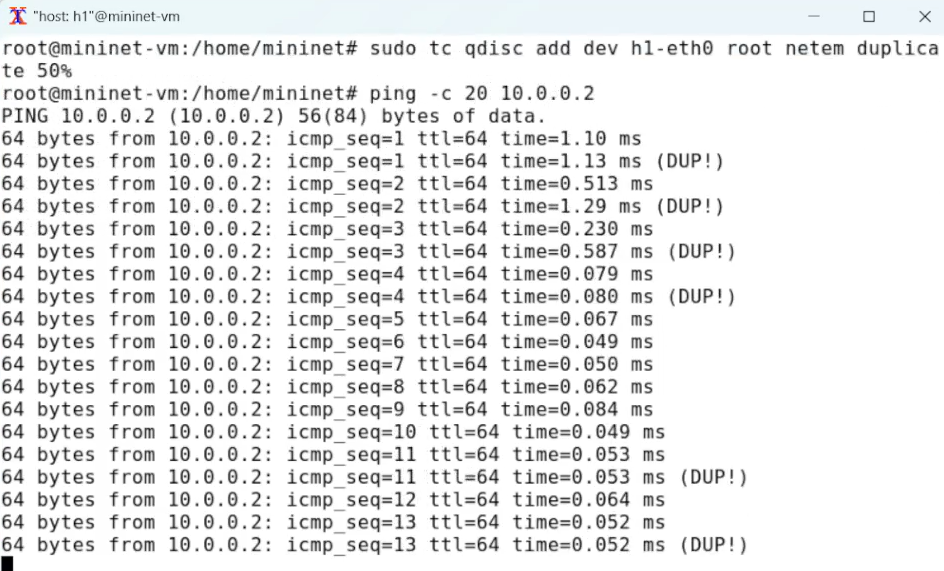 "host: h1"@mininet-vm
root@mininet-vm:/home/mininet# sudo tc qdisc add dev h1-eth0 root netem duplica
te 50%
root@mininet-vm:/home/mininet# ping -c 20 10.0.0.2
PING 10.0.0.2 (10.0.0.2) 56(84) bytes of data.
64 bytes from 10.0.0.2: icmp_seq=1 ttl=64 time=1.10 ms
64 bytes from 10.0.0.2: icmp_seq=1 ttl=64 time=1.13 ms (DUP!)
64 bytes from 10.0.0.2: icmp_seq=2 ttl=64 time=0.513 ms
64 bytes from 10.0.0.2: icmp_seq=2 ttl=64 time=1.29 ms (DUP!)
64 bytes from 10.0.0.2: icmp_seq=3 ttl=64 time=0.230 ms
64 bytes from 10.0.0.2: icmp_seq=3 ttl=64 time=0.587 ms (DUP!)
64 bytes from 10.0.0.2: icmp_seq=4 ttl=64 time=0.079 ms
64 bytes from 10.0.0.2: icmp_seq=4 ttl=64 time=0.080 ms (DUP!)
64 bytes from 10.0.0.2: icmp_seq=5 ttl=64 time=0.067 ms
64 bytes from 10.0.0.2: icmp_seq=6 ttl=64 time=0.049 ms
64 bytes from 10.0.0.2: icmp_seq=7 ttl=64 time=0.050 ms
64 bytes from 10.0.0.2: icmp_seq=8 ttl=64 time=0.062 ms
64 bytes from 10.0.0.2: icmp_seq=9 ttl=64 time=0.084 ms
64 bytes from 10.0.0.2: icmp_seq=10 ttl=64 time=0.049 ms
64 bytes from 10.0.0.2: icmp_seq=11 ttl=64 time=0.053 ms
64 bytes from 10.0.0.2: icmp_seq=11 ttl=64 time=0.053 ms (DUP!)
64 bytes from 10.0.0.2: icmp_seq=12 ttl=64 time=0.064 ms
64 bytes from 10.0.0.2: icmp_seq=13 ttl=64 time=0.052 ms
64 bytes from 10.0.0.2: icmp_seq=13 ttl=64 time=0.052 ms (DUP!)